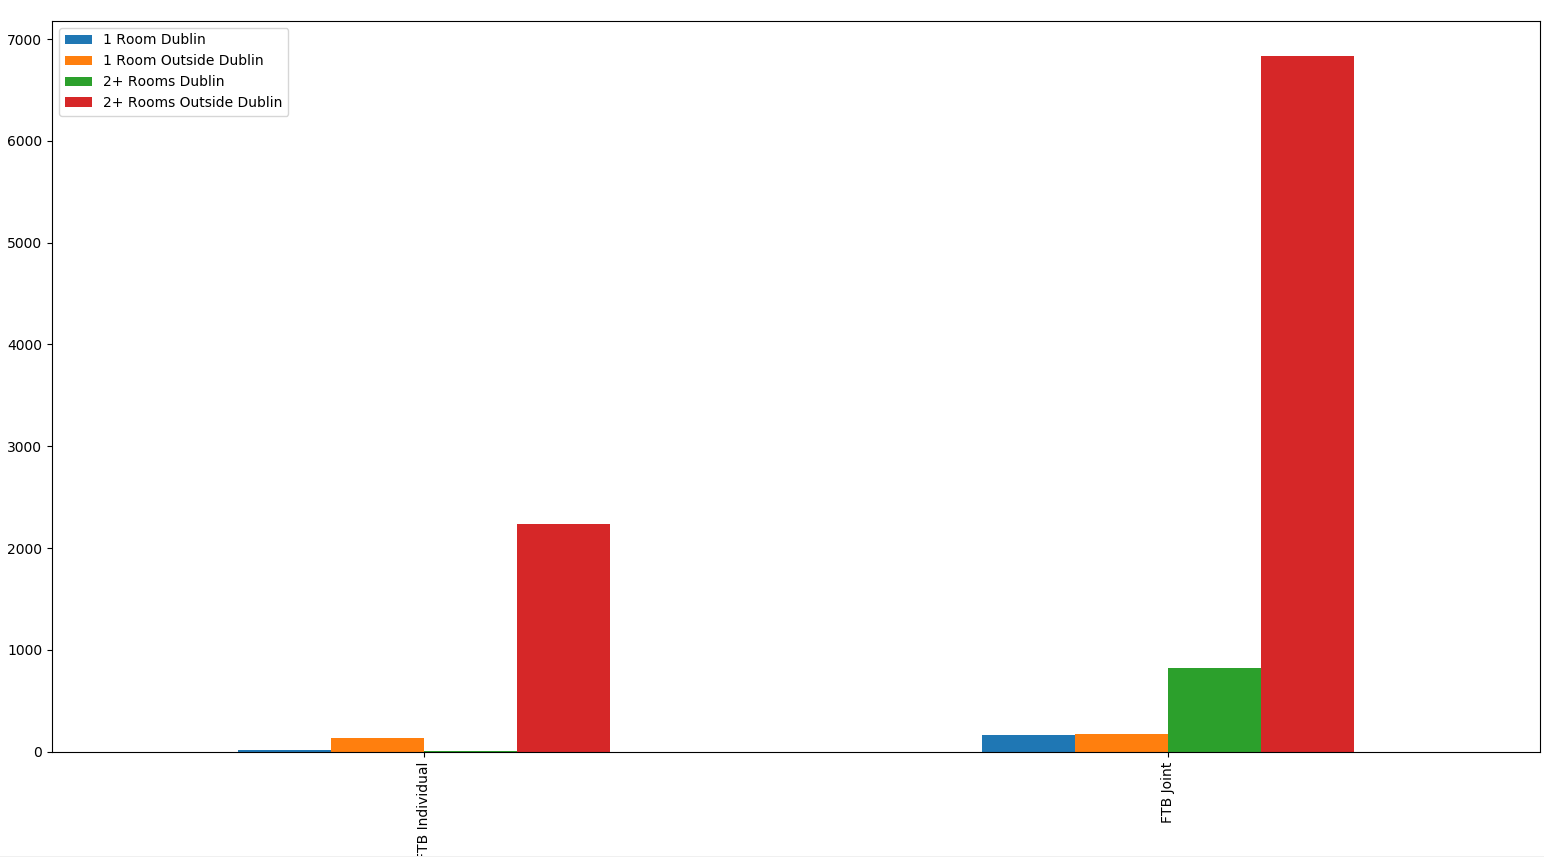 7000
6000
5000
4000
3000
2000
1000
0
1 Room Dublin
1 Room Outside Dublin
2+ Rooms Dublin
2+ Rooms Outside Dublin
FTB Individual
FTB Joint